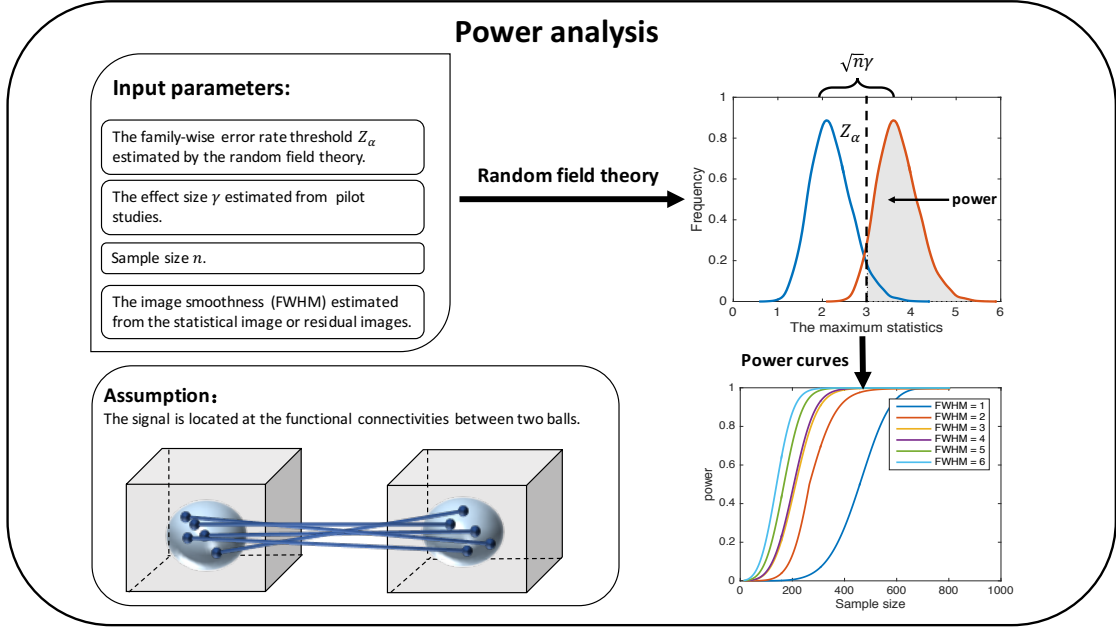 Power analysis
Input parameters:
The family-wise error rate threshold Zα
estimated by the random field theory.
The effect size γ estimated from pilot
studies.
Sample size n.
The image smoothness (FWHM) estimated
from the statistical image or residual images.
Random field theory
√nγ
Zα
power
Frequency
1
0.8
0.6
0.4
0.2
0
0 1 2 3 4 5 6
The maximum statistics
Power curves
Assumption：
The signal is located at the functional connectivities between two balls.
power
1
0.8
0.6
0.4
0.2
0
FWHM = 1
FWHM = 2
FWHM = 3
FWHM = 4
FWHM = 5
FWHM = 6
0 200 400 600 800 1000
Sample size